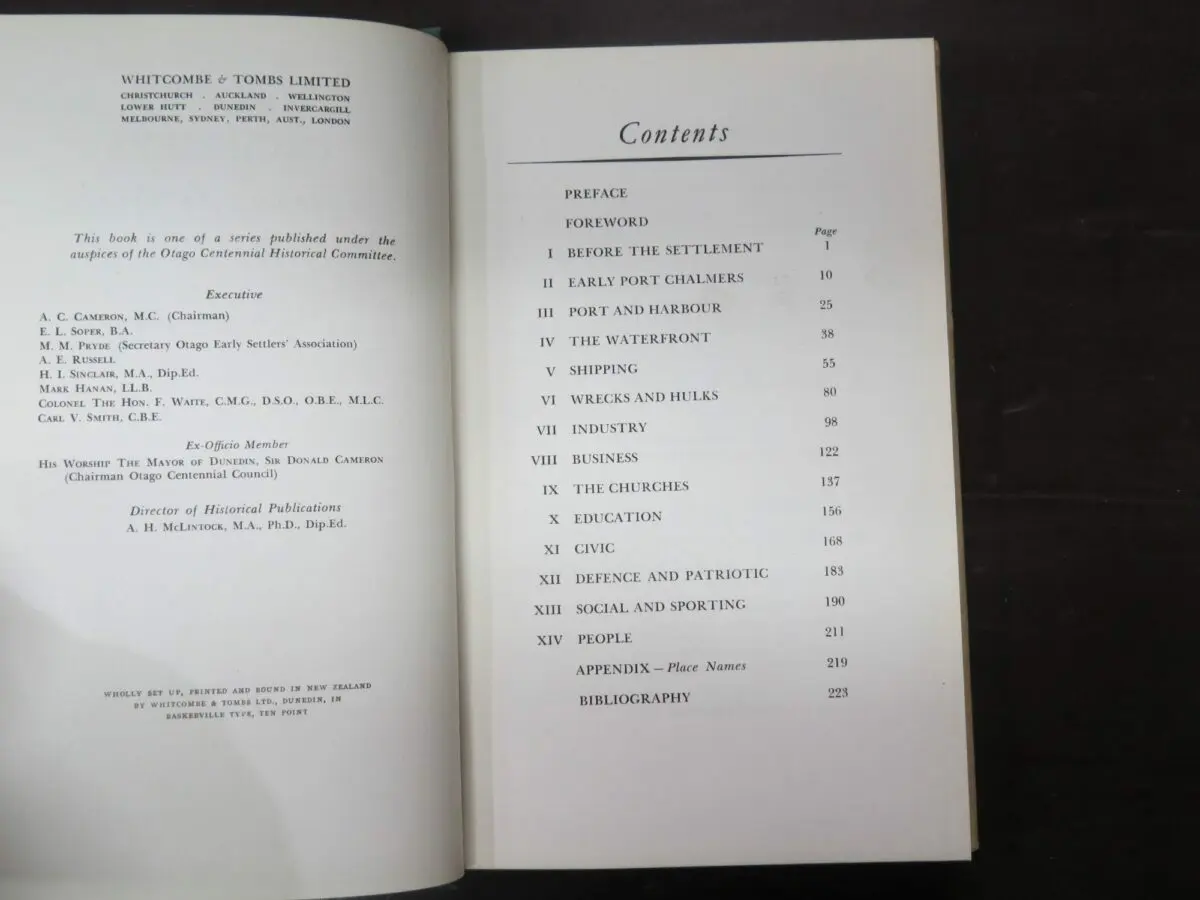 WHITCOMBE & TOMBS LIMITED
CHRISTCHURCH . AUCKLAND . WELLINGTON
LOWER HUTT . DUNEDIN . INVERCARGILL
MELBOURNE, SYDNEY, PERTH, AUST., LONDON
This book is one of a series published under the
auspices of the Otago Centennial Historical Committee.
Executive
A. C. CAMERON, M.C. (Chairman)
E. L. SOPER, B.A.
M. M. PRYDE (Secretary Otago Early Settlers' Association)
A. E. RUSSELL
H. I. SINCLAIR, M.A., Dip.Ed.
MARK HANAN, LL.B.
COLONEL THE HON. F. WAITE, C.M.G., D.S.O., O.B.E., M.L.C.
CARL V. SMITH, C.B.E.
Ex-Officio Member
HIS WORSHIP THE MAYOR OF DUNEDIN, SIR DONALD CAMERON
(Chairman Otago Centennial Council)
Director of Historical Publications
A. H. MCLINTOCK, M.A., Ph.D., Dip.Ed.
WHOLLY SET UP, PRINTED AND BOUND IN NEW ZEALAND
BY WHITCOMBE & TOMBS LTD., DUNEDIN, IN
BASKERVILLE TYPE, TEN POINT
Contents
PREFACE
FOREWORD
Page
I BEFORE THE SETTLEMENT 1
II EARLY PORT CHALMERS 10
III PORT AND HARBOUR 25
IV THE WATERFRONT 38
V SHIPPING 55
VI WRECKS AND HULKS 80
VII INDUSTRY 98
VIII BUSINESS 122
IX THE CHURCHES 137
X EDUCATION 156
XI CIVIC 168
XII DEFENCE AND PATRIOTIC 183
XIII SOCIAL AND SPORTING 190
XIV PEOPLE 211
APPENDIX – Place Names 219
BIBLIOGRAPHY 223